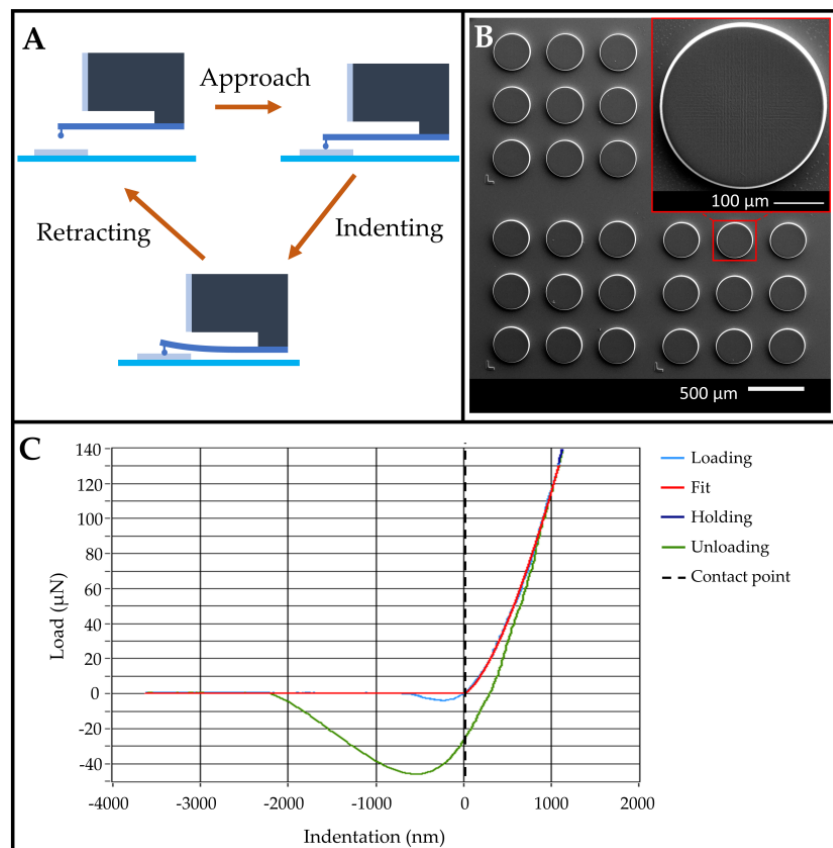 A
Approach
Retracting
Indenting
B
100 µm
500 µm
C
140
120
100
80
60
40
20
0
-20
-40
Load (µN)
-4000 -3000 -2000 -1000 0 1000 2000
Indentation (nm)
Loading
Fit
Holding
Unloading
Contact point